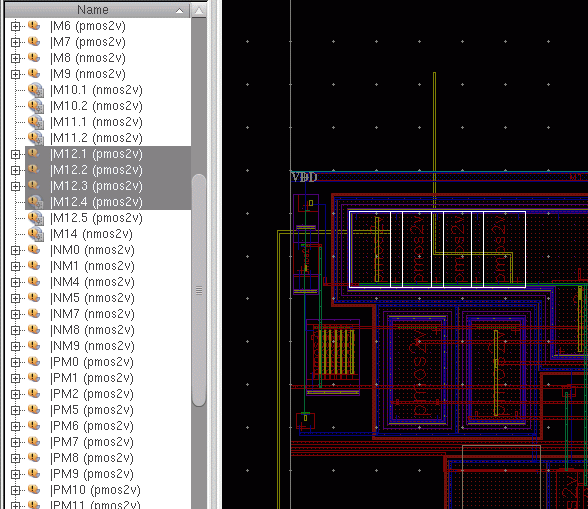 Name
|M6 (pmos2v)
|M7 (pmos2v)
|M8 (nmos2v)
|M9 (nmos2v)
|M10.1 (nmos2v)
|M10.2 (nmos2v)
|M11.1 (nmos2v)
|M11.2 (nmos2v)
|M12.1 (pmos2v)
|M12.2 (pmos2v)
|M12.3 (pmos2v)
|M12.4 (pmos2v)
|M12.5 (pmos2v)
|M14 (nmos2v)
|NM0 (nmos2v)
|NM1 (nmos2v)
|NM4 (nmos2v)
|NM5 (nmos2v)
|NM7 (nmos2v)
|NM8 (nmos2v)
|NM9 (nmos2v)
|PM0 (pmos2v)
|PM1 (pmos2v)
|PM2 (pmos2v)
|PM5 (pmos2v)
|PM6 (pmos2v)
|PM7 (pmos2v)
|PM8 (pmos2v)
|PM9 (pmos2v)
|PM10 (pmos2v)
|PM11 (pmos2v)
VDD
pmos2v
pmos2v
pmos2v
pmos2v
pmos2v
pmos2v